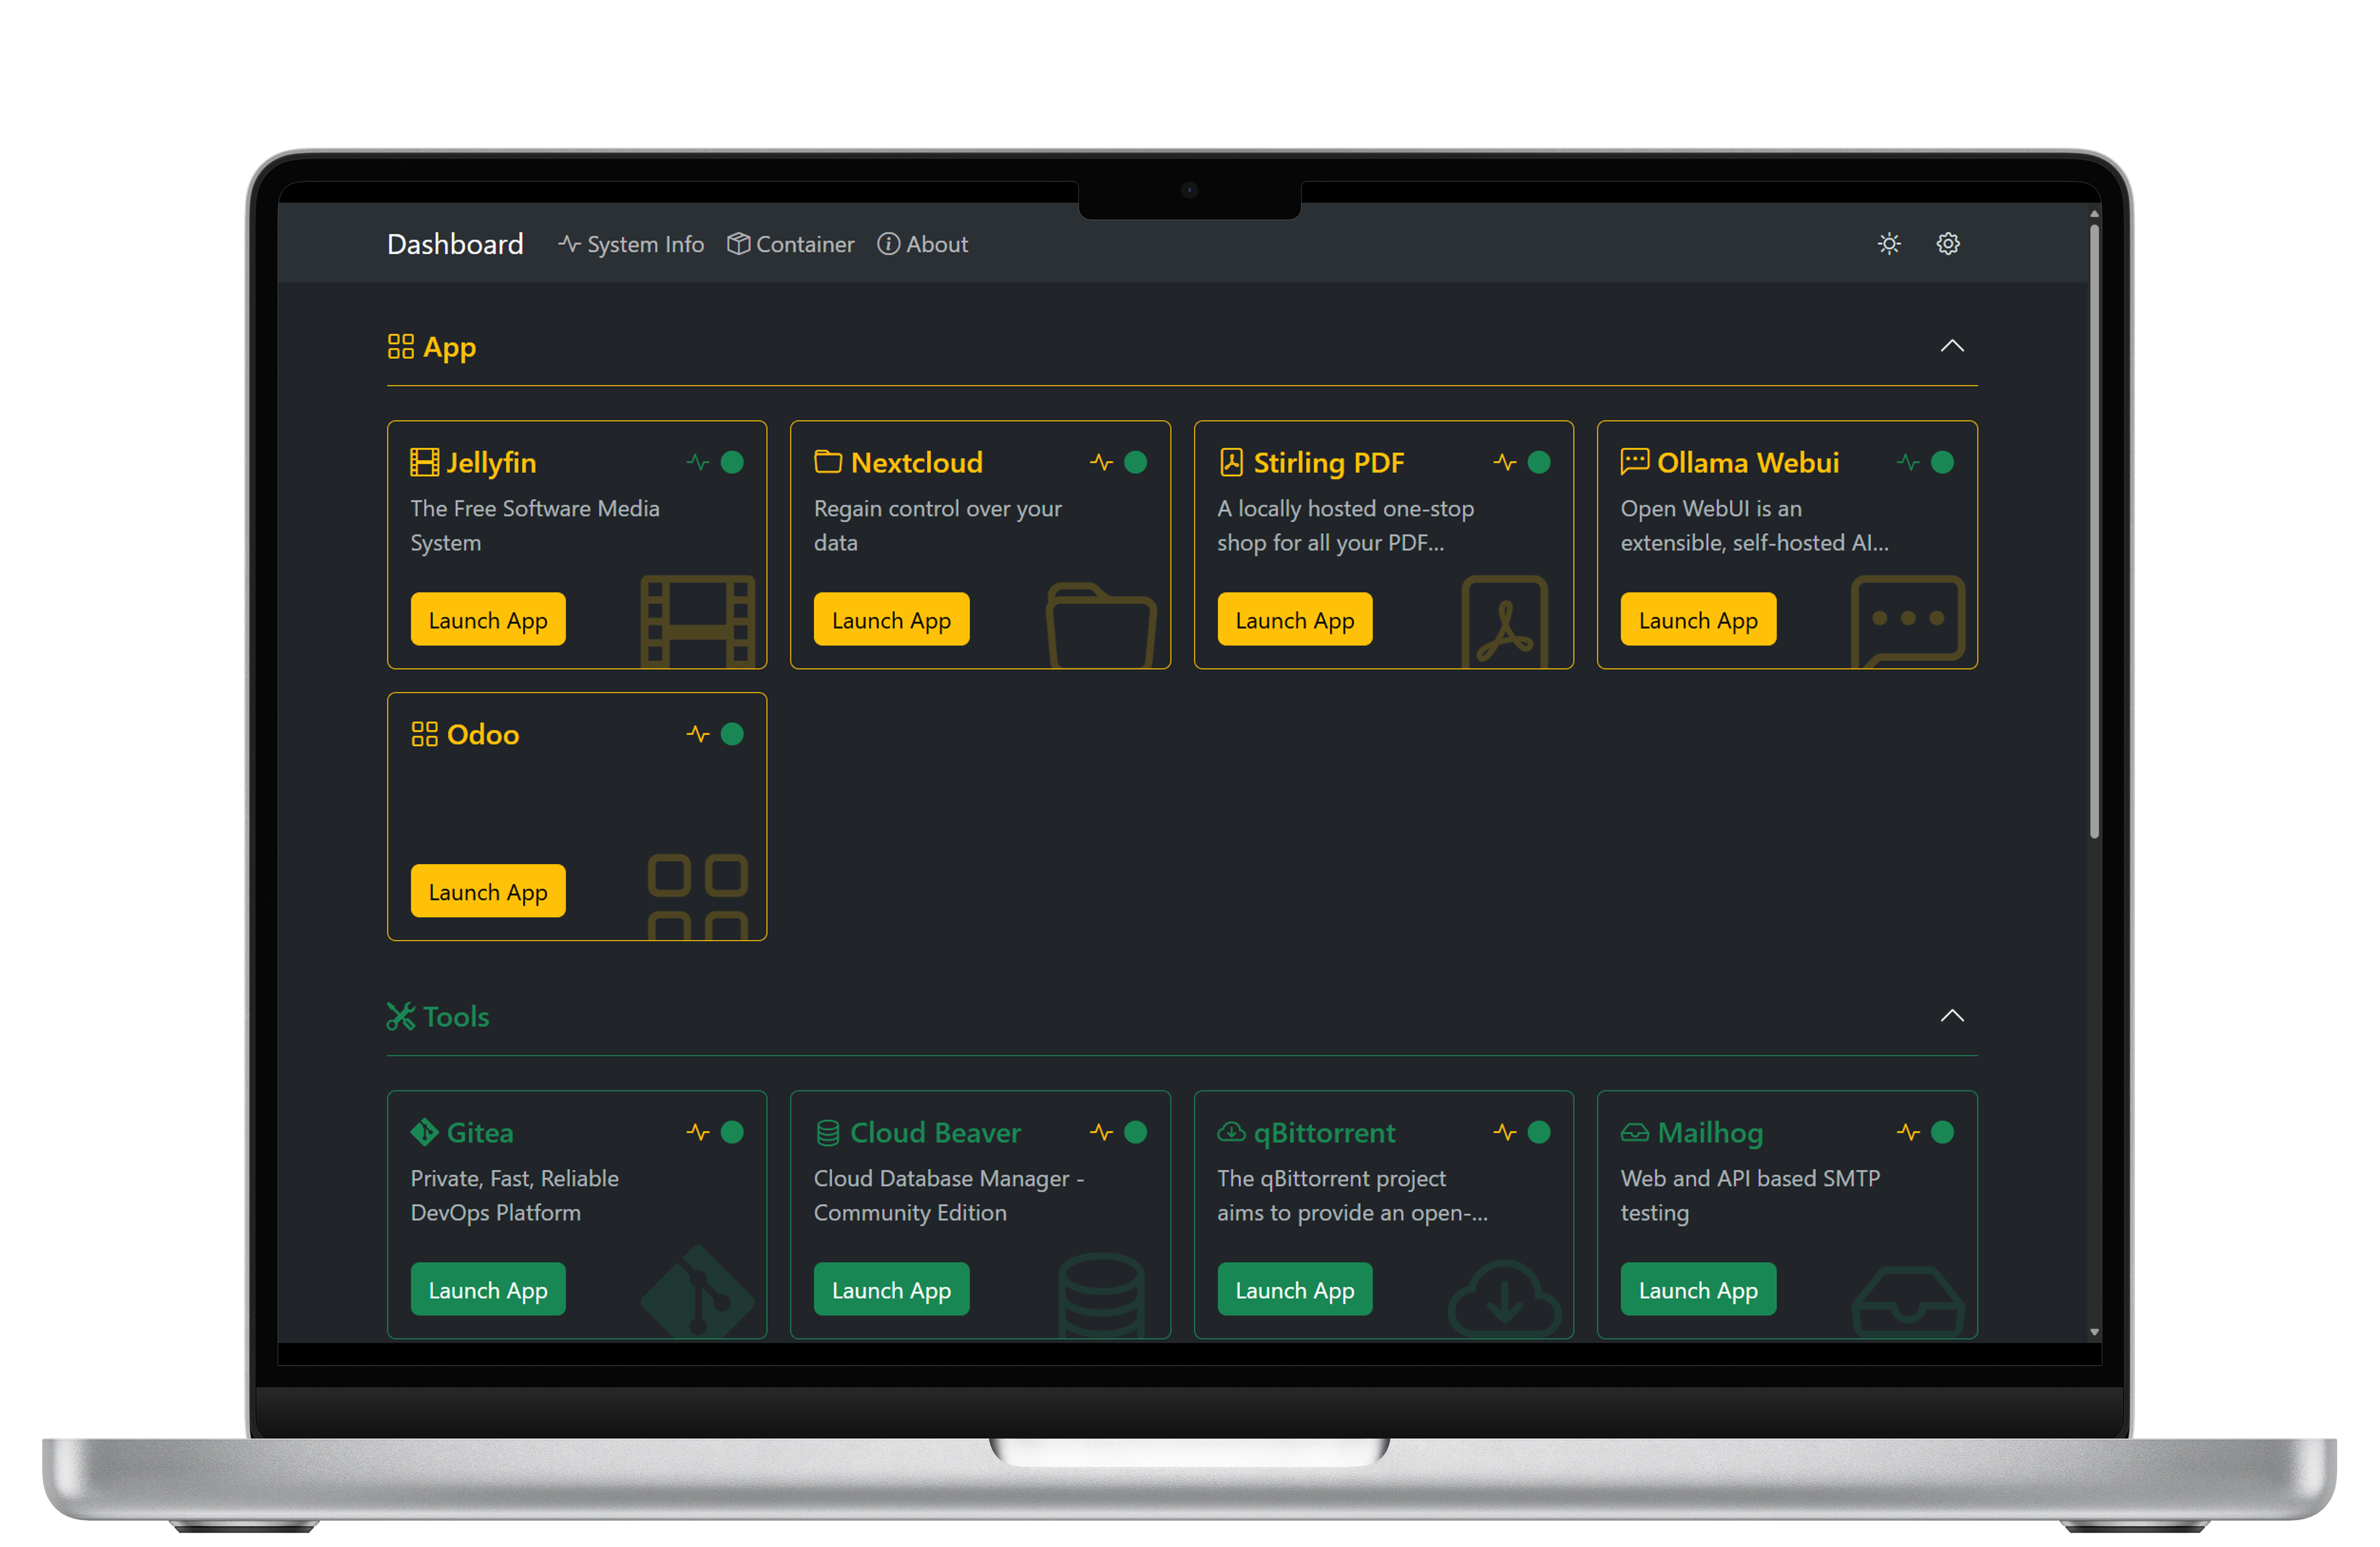 Dashboard System Info Container About
App
Jellyfin
The Free Software Media
System
Launch App
Nextcloud
Regain control over your
data
Launch App
Stirling PDF
A locally hosted one-stop
shop for all your PDF...
Launch App
Ollama Webui
Open WebUI is an
extensible, self-hosted AI...
Launch App
Odoo
Launch App
Tools
Gitea
Private, Fast, Reliable
DevOps Platform
Launch App
Cloud Beaver
Cloud Database Manager -
Community Edition
Launch App
qBittorrent
The qBittorrent project
aims to provide an open-...
Launch App
Mailhog
Web and API based SMTP
testing
Launch App